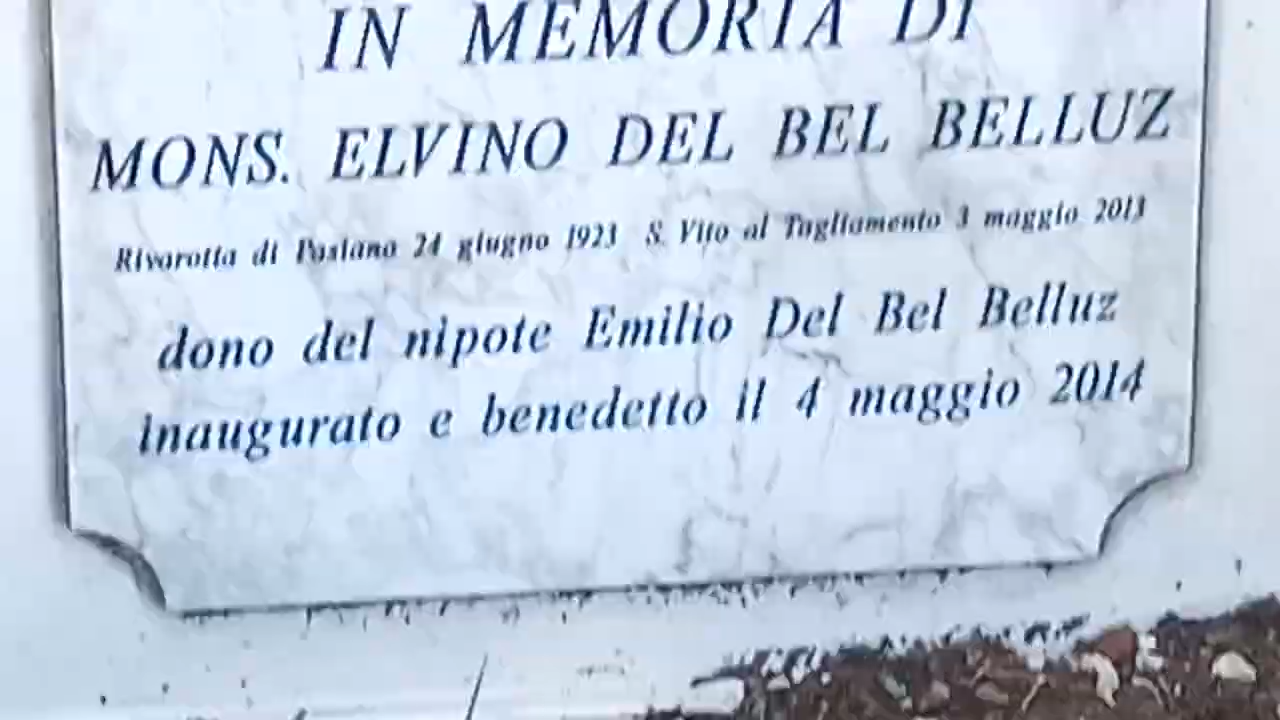 IN MEMORIA DI
MONS. ELVINO DEL BEL BELLUZ
Rivarotta di Pasiano 24 giugno 1923 S. Vito al Tagliamento 3 maggio 2013
dono del nipote Emilio Del Bel Belluz
inaugurato e benedetto il 4 maggio 2014